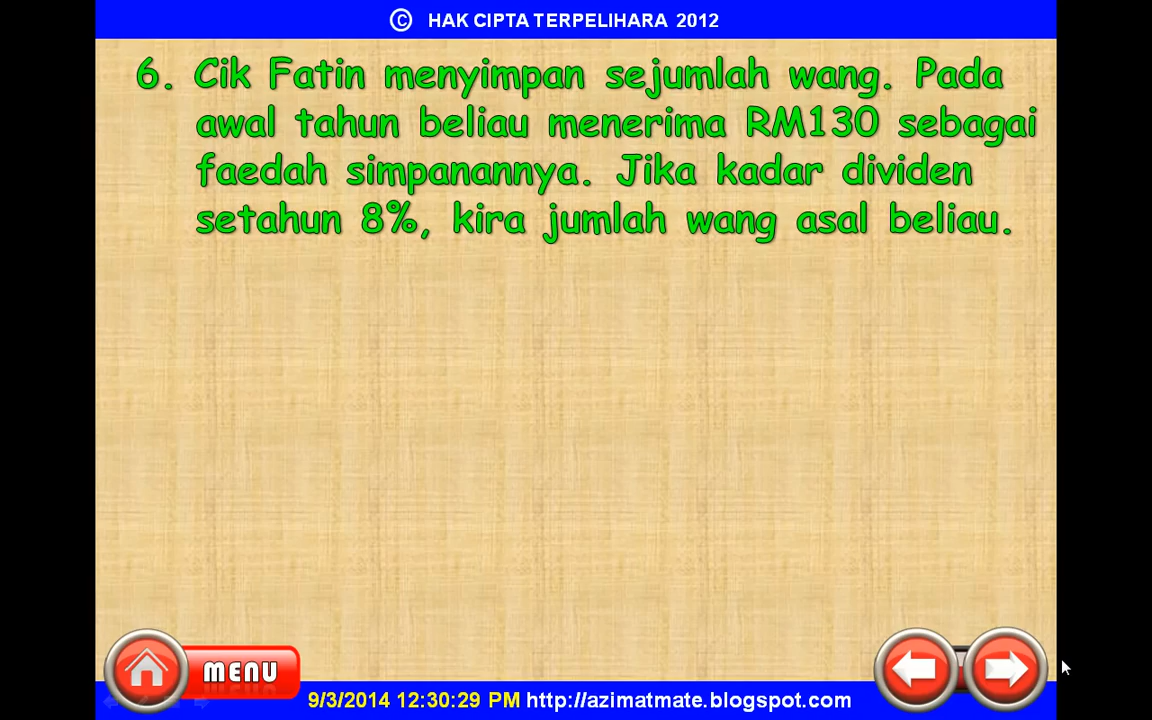 © HAK CIPTA TERPELIHARA 2012
6. Cik Fatin menyimpan sejumlah wang. Pada
awal tahun beliau menerima RM130 sebagai
faedah simpanannya. Jika kadar dividen
setahun 8%, kira jumlah wang asal beliau.
MENU
9/3/2014 12:30:29 PM http://azimatmate.blogspot.com